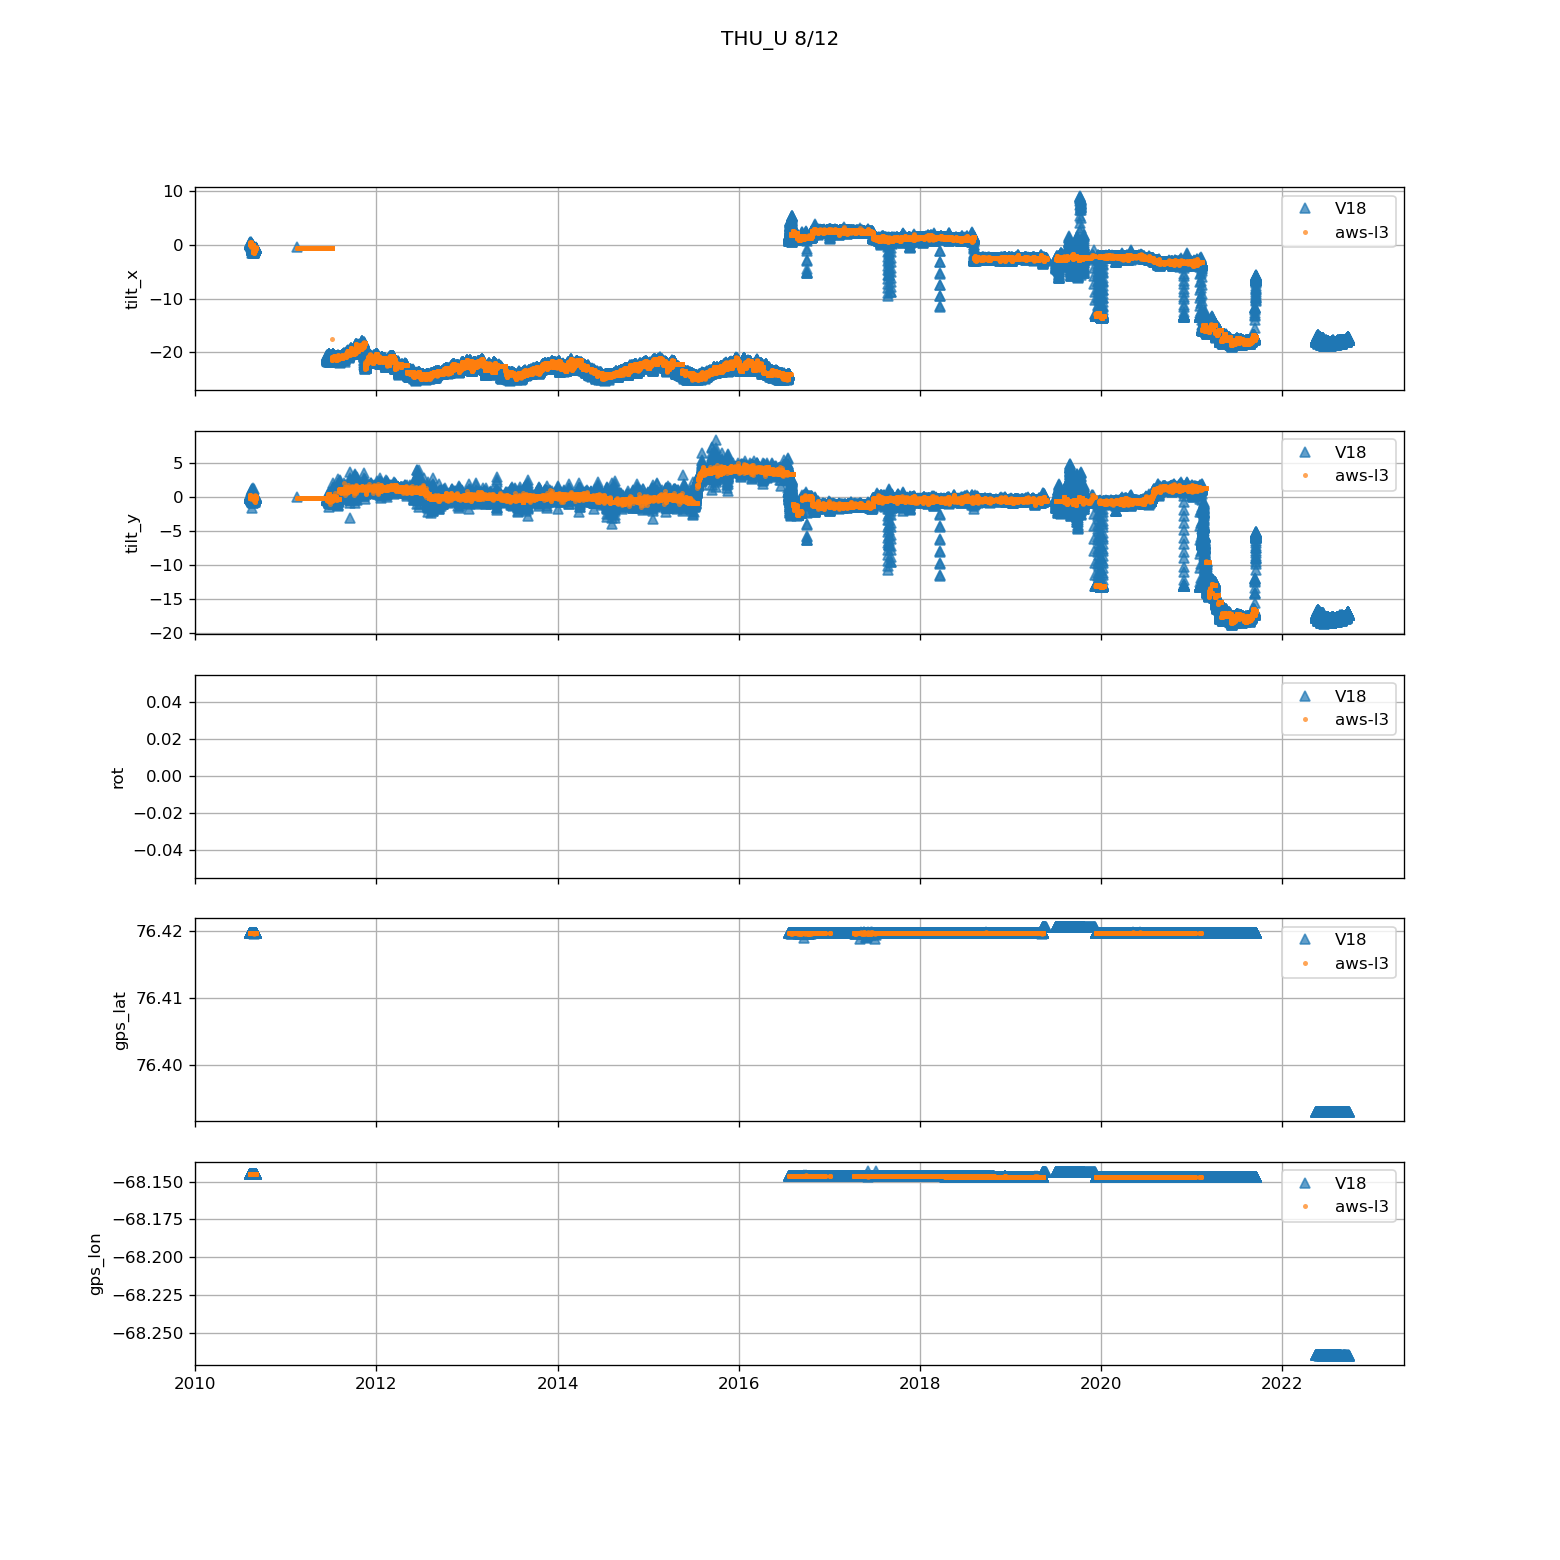 THU_U 8/12
10
0
−10
−20
tilt_x
V18
aws-l3
5
0
−5
−10
−15
−20
tilt_y
V18
aws-l3
0.04
0.02
0.00
−0.02
−0.04
rot
V18
aws-l3
76.42
76.41
76.40
gps_lat
V18
aws-l3
−68.150
−68.175
−68.200
−68.225
−68.250
gps_lon
V18
aws-l3
2010 2012 2014 2016 2018 2020 2022